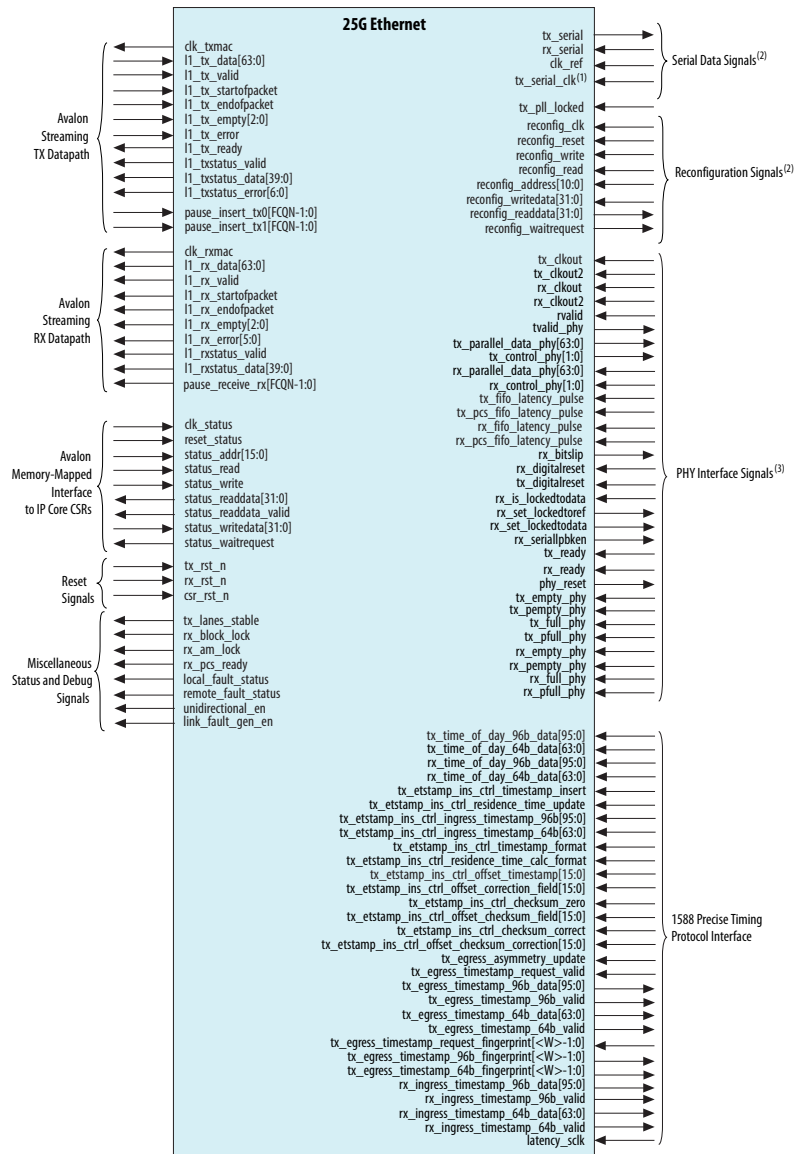 25G Ethernet
Avalon
Streaming
TX Datapath
clk_txmac
l1_tx_data[63:0]
l1_tx_valid
l1_tx_startofpacket
l1_tx_endofpacket
l1_tx_empty[2:0]
l1_tx_error
l1_tx_ready
l1_txstatus_valid
l1_txstatus_data[39:0]
l1_txstatus_error[6:0]
pause_insert_tx0[FCQN-1:0]
pause_insert_tx1[FCQN-1:0]
Avalon
Streaming
RX Datapath
clk_rxmac
l1_rx_data[63:0]
l1_rx_valid
l1_rx_startofpacket
l1_rx_endofpacket
l1_rx_empty[2:0]
l1_rx_error[5:0]
l1_rxstatus_valid
l1_rxstatus_data[39:0]
pause_receive_rx[FCQN-1:0]
Avalon
Memory-Mapped
Interface
to IP Core CSRs
clk_status
reset_status
status_addr[15:0]
status_read
status_write
status_readdata[31:0]
status_readdata_valid
status_writedata[31:0]
status_waitrequest
Reset
Signals
tx_rst_n
rx_rst_n
csr_rst_n
Miscellaneous
Status and Debug
Signals
tx_lanes_stable
rx_block_lock
rx_am_lock
rx_pcs_ready
local_fault_status
remote_fault_status
unidirectional_en
link_fault_gen_en
tx_serial
rx_serial
clk_ref
tx_serial_clk(1)
Serial Data Signals(2)
tx_pll_locked
reconfig_clk
reconfig_reset
reconfig_write
reconfig_read
reconfig_address[10:0]
reconfig_writedata[31:0]
reconfig_readdata[31:0]
reconfig_waitrequest
Reconfiguration Signals(2)
tx_clkout
tx_clkout2
rx_clkout
rx_clkout2
rvalid
tvalid_phy
tx_parallel_data_phy[63:0]
tx_control_phy[1:0]
rx_parallel_data_phy[63:0]
rx_control_phy[1:0]
tx_fifo_latency_pulse
tx_pcs_fifo_latency_pulse
rx_fifo_latency_pulse
rx_pcs_fifo_latency_pulse
rx_bitslip
rx_digitalreset
tx_digitalreset
rx_is_lockedtodata
rx_set_lockedtoref
rx_set_lockedtodata
rx_seriallpbken
tx_ready
rx_ready
phy_reset
tx_empty_phy
tx_pempty_phy
tx_full_phy
tx_pfull_phy
rx_empty_phy
rx_pempty_phy
rx_full_phy
rx_pfull_phy
PHY Interface Signals(3)
tx_time_of_day_96b_data[95:0]
tx_time_of_day_64b_data[63:0]
rx_time_of_day_96b_data[95:0]
rx_time_of_day_64b_data[63:0]
tx_etstamp_ins_ctrl_timestamp_insert
tx_etstamp_ins_ctrl_residence_time_update
tx_etstamp_ins_ctrl_ingress_timestamp_96b[95:0]
tx_etstamp_ins_ctrl_ingress_timestamp_64b[63:0]
tx_etstamp_ins_ctrl_timestamp_format
tx_etstamp_ins_ctrl_residence_time_calc_format
tx_etstamp_ins_ctrl_offset_timestamp[15:0]
tx_etstamp_ins_ctrl_offset_correction_field[15:0]
tx_etstamp_ins_ctrl_checksum_zero
tx_etstamp_ins_ctrl_offset_checksum_field[15:0]
tx_etstamp_ins_ctrl_checksum_correct
tx_etstamp_ins_ctrl_offset_checksum_correction[15:0]
tx_egress_asymmetry_update
tx_egress_timestamp_request_valid
tx_egress_timestamp_96b_data[95:0]
tx_egress_timestamp_96b_valid
tx_egress_timestamp_64b_data[63:0]
tx_egress_timestamp_64b_valid
tx_egress_timestamp_request_fingerprint[<W>-1:0]
tx_egress_timestamp_96b_fingerprint[<W>-1:0]
tx_egress_timestamp_64b_fingerprint[<W>-1:0]
rx_ingress_timestamp_96b_data[95:0]
rx_ingress_timestamp_96b_valid
rx_ingress_timestamp_64b_data[63:0]
rx_ingress_timestamp_64b_valid
latency_sclk
1588 Precise Timing
Protocol Interface